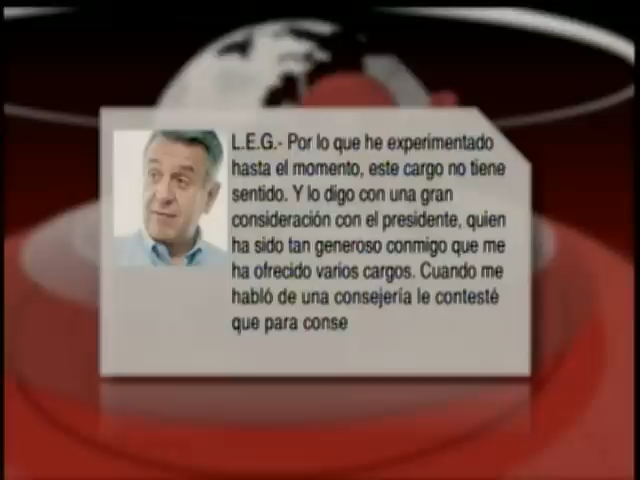 L.E.G.- Por lo que he experimentado
hasta el momento, este cargo no tiene
sentido. Y lo digo con una gran
consideración con el presidente, quien
ha sido tan generoso conmigo que me
ha ofrecido varios cargos. Cuando me
habló de una consejería le contesté
que para conse